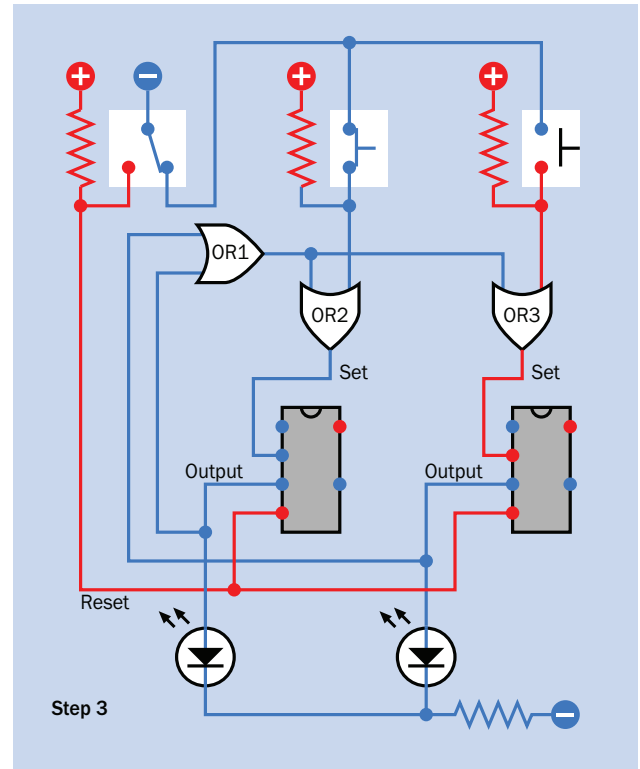 +
−
+
+
OR1
OR2
OR3
Set
Set
Output
Output
Reset
Step 3
−